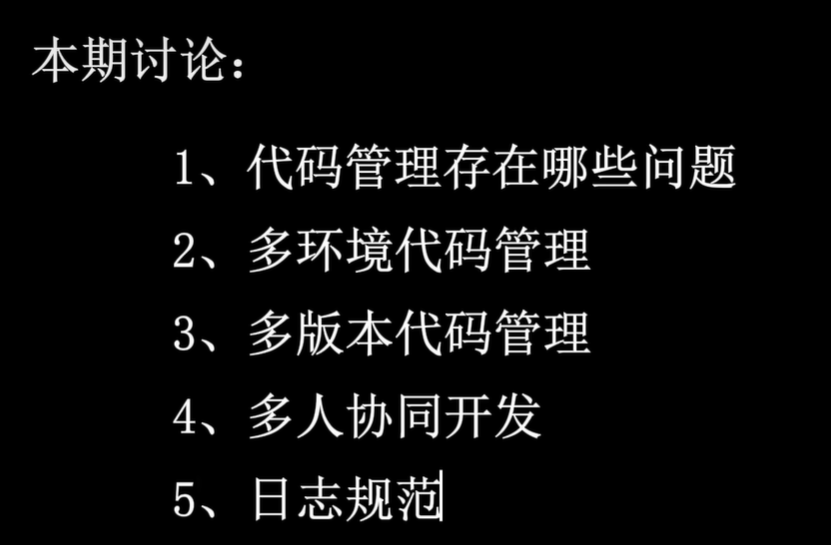 本期讨论：
1、代码管理存在哪些问题
2、多环境代码管理
3、多版本代码管理
4、多人协同开发
5、日志规范